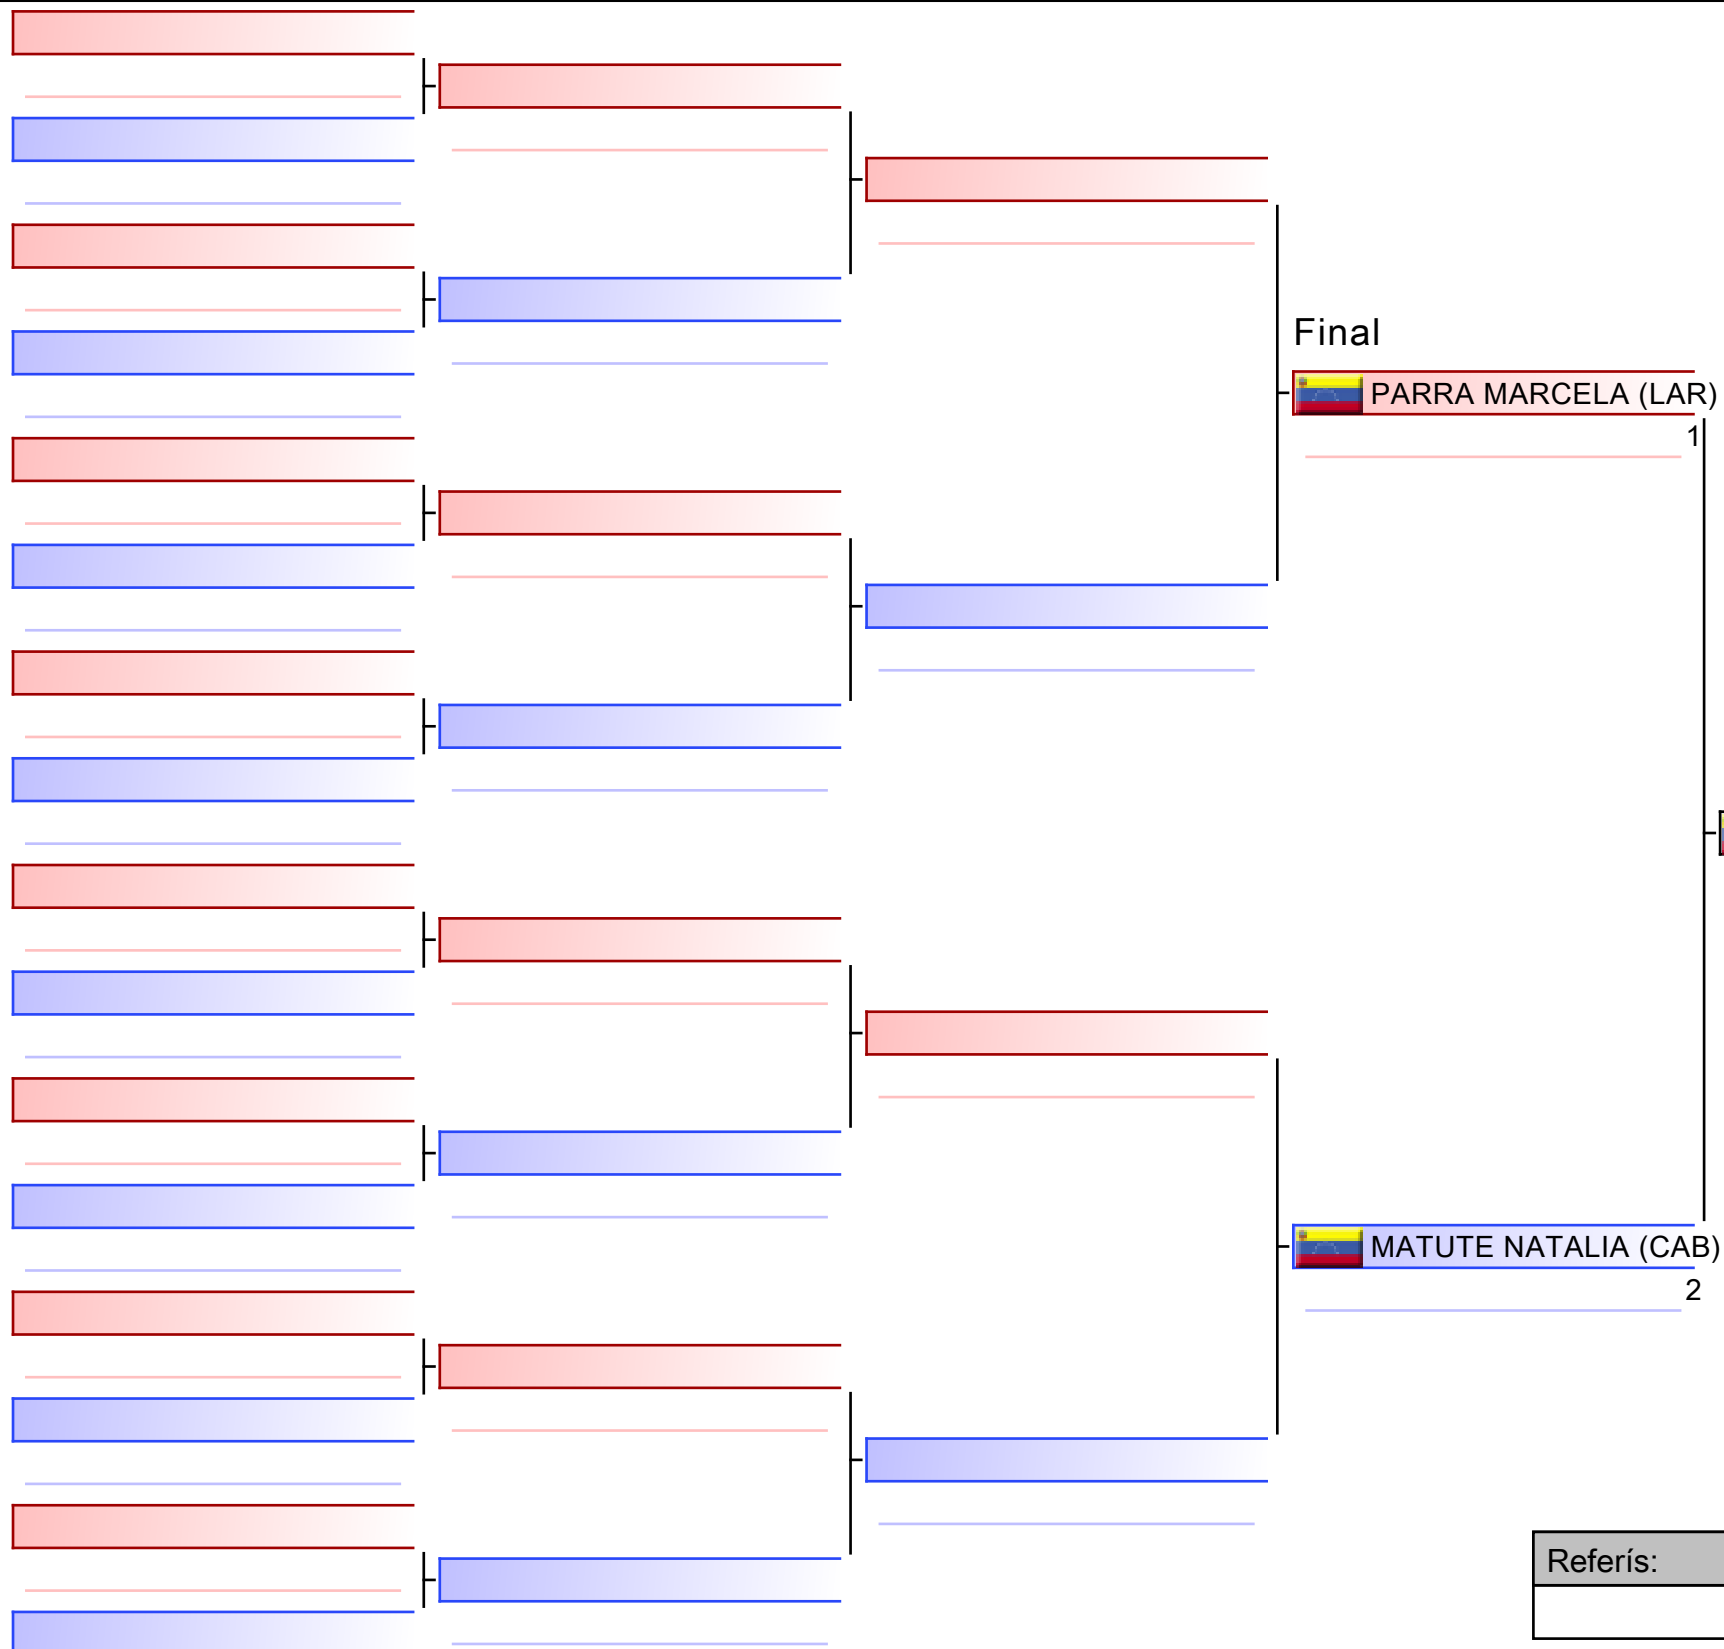 Final
PARRA MARCELA (LAR)
1
MATUTE NATALIA (CAB)
2
Referís: